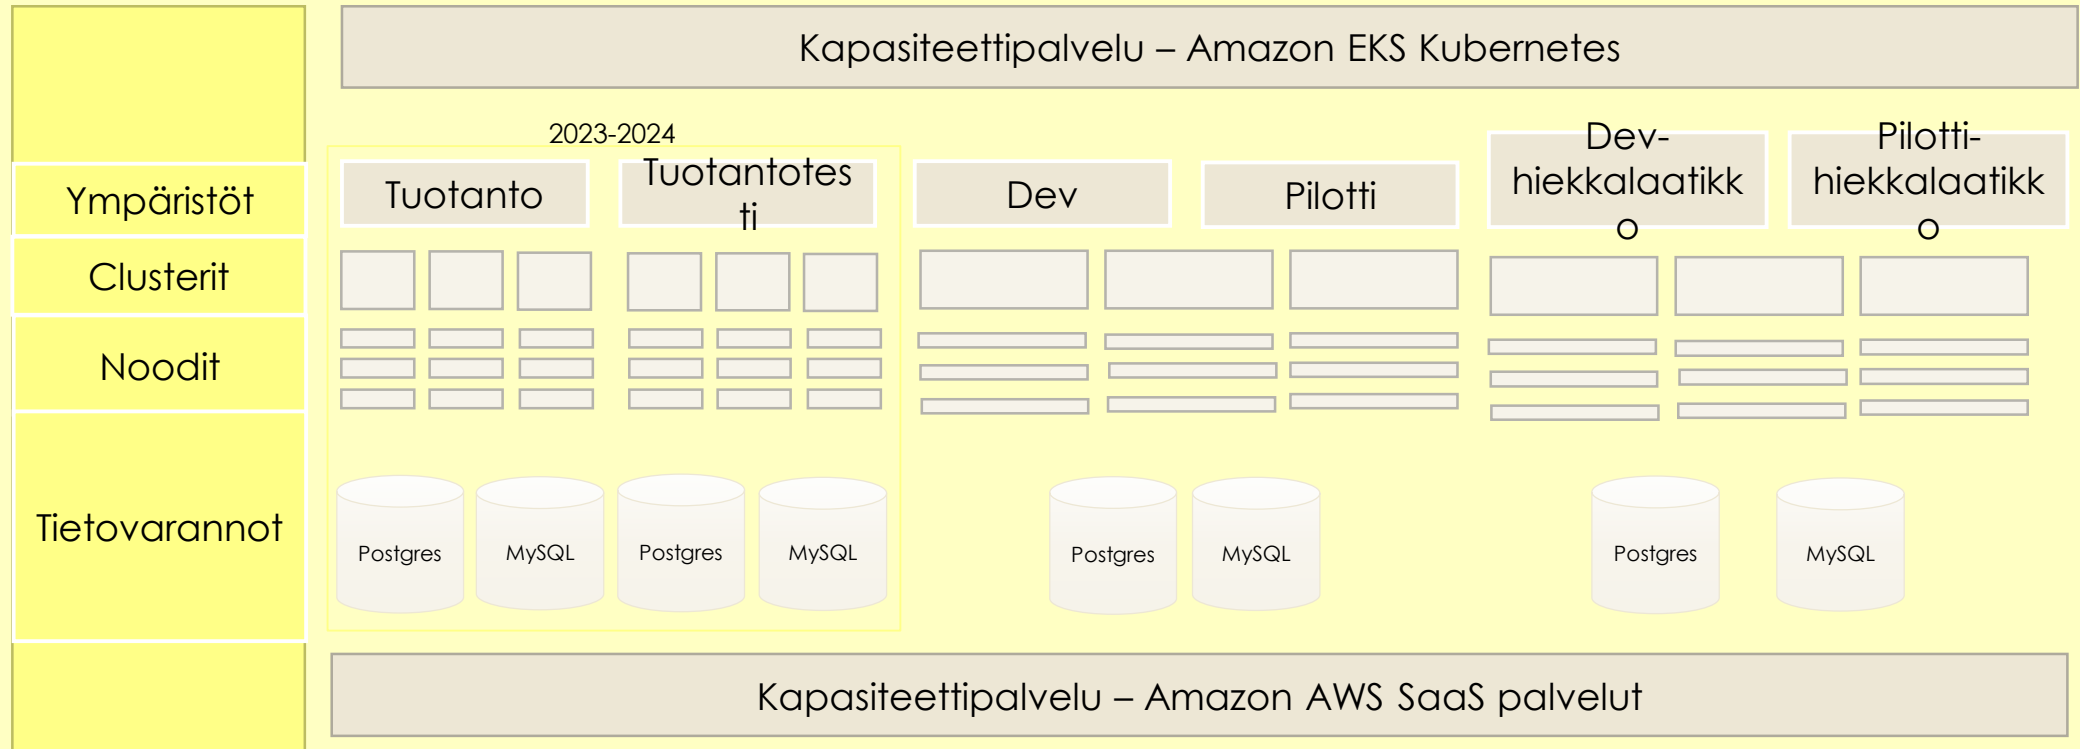 Kapasiteettipalvelu – Amazon EKS Kubernetes
2023-2024
Ympäristöt
Tuotanto
Tuotantotes
ti
Dev
Pilotti
Dev-
hiekkalaatikk
o
Pilotti-
hiekkalaatikk
o
Clusterit
Noodit
Tietovarannot
Postgres
MySQL
Postgres
MySQL
Postgres
MySQL
Postgres
MySQL
Kapasiteettipalvelu – Amazon AWS SaaS palvelut